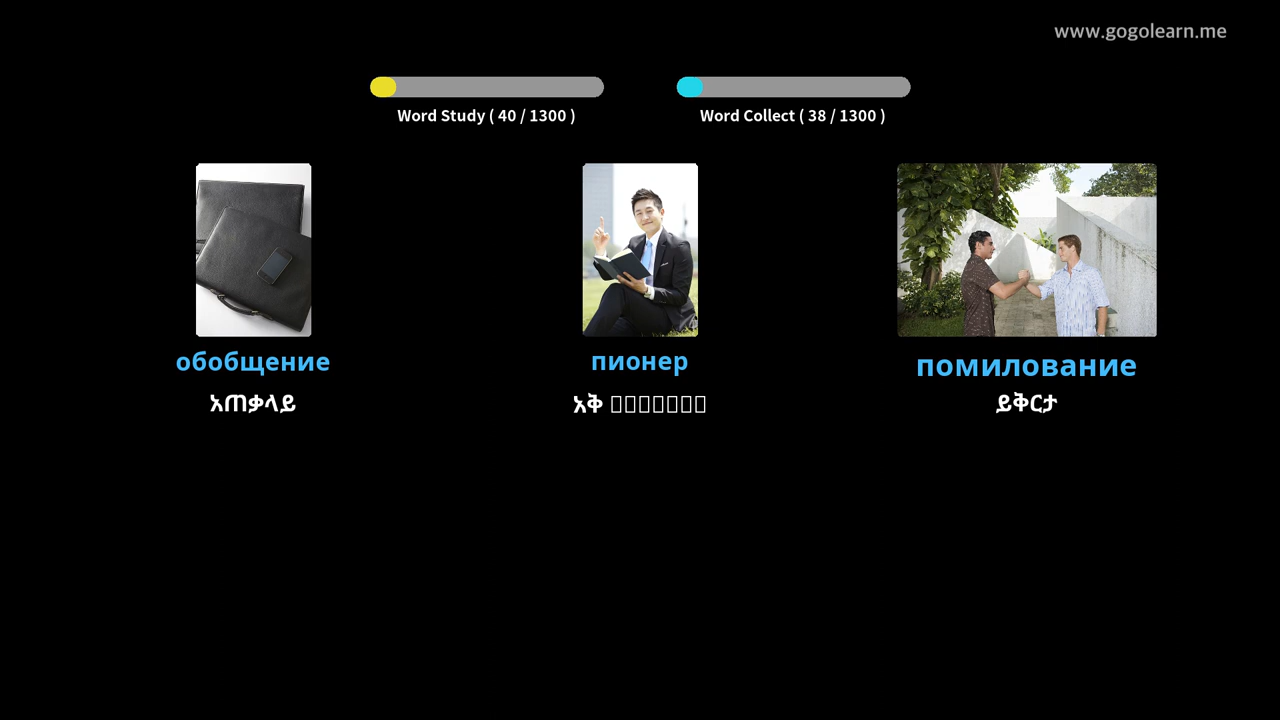 www.gogolearn.me
Word Study ( 40 / 1300 )
Word Collect ( 38 / 1300 )
обобщение
пионер
помилование
አጠቃላይ
አቅ
ይቅርታ